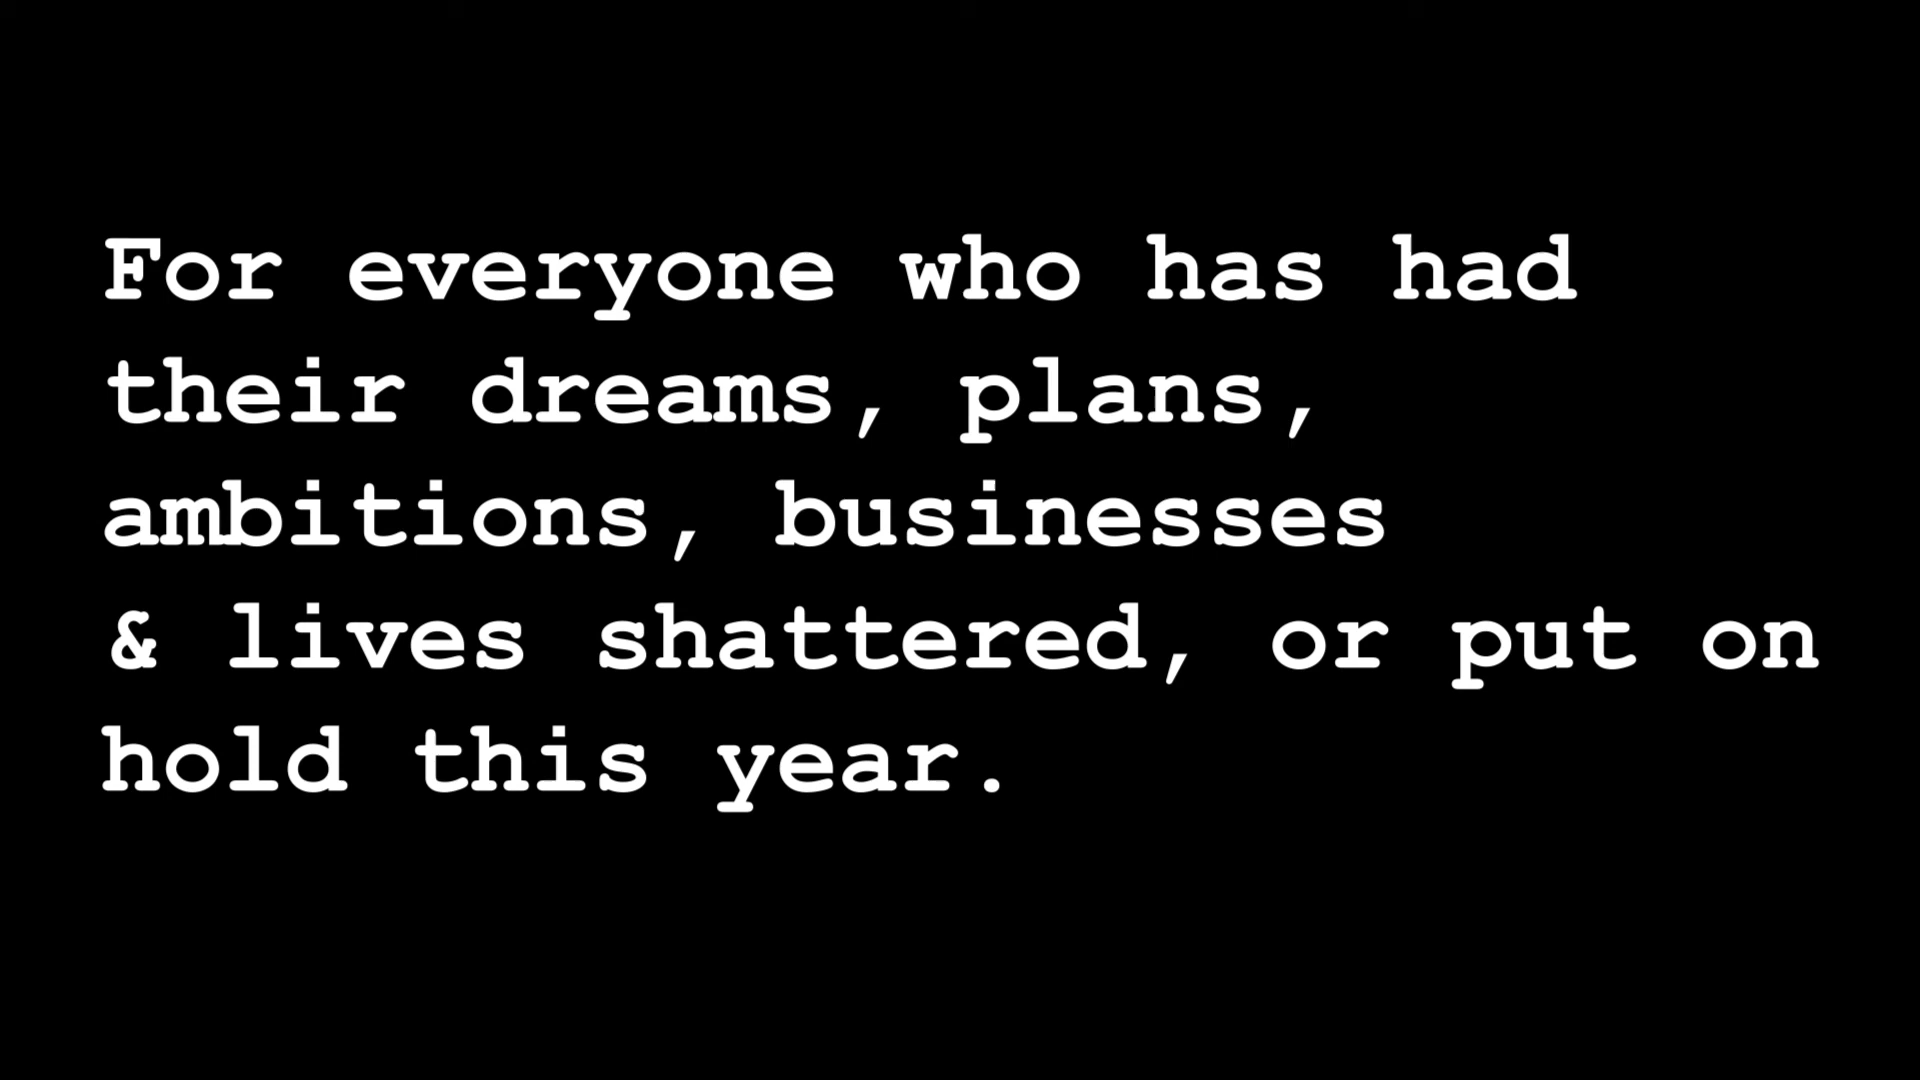 For everyone who has had
their dreams, plans,
ambitions, businesses
& lives shattered, or put on
hold this year.